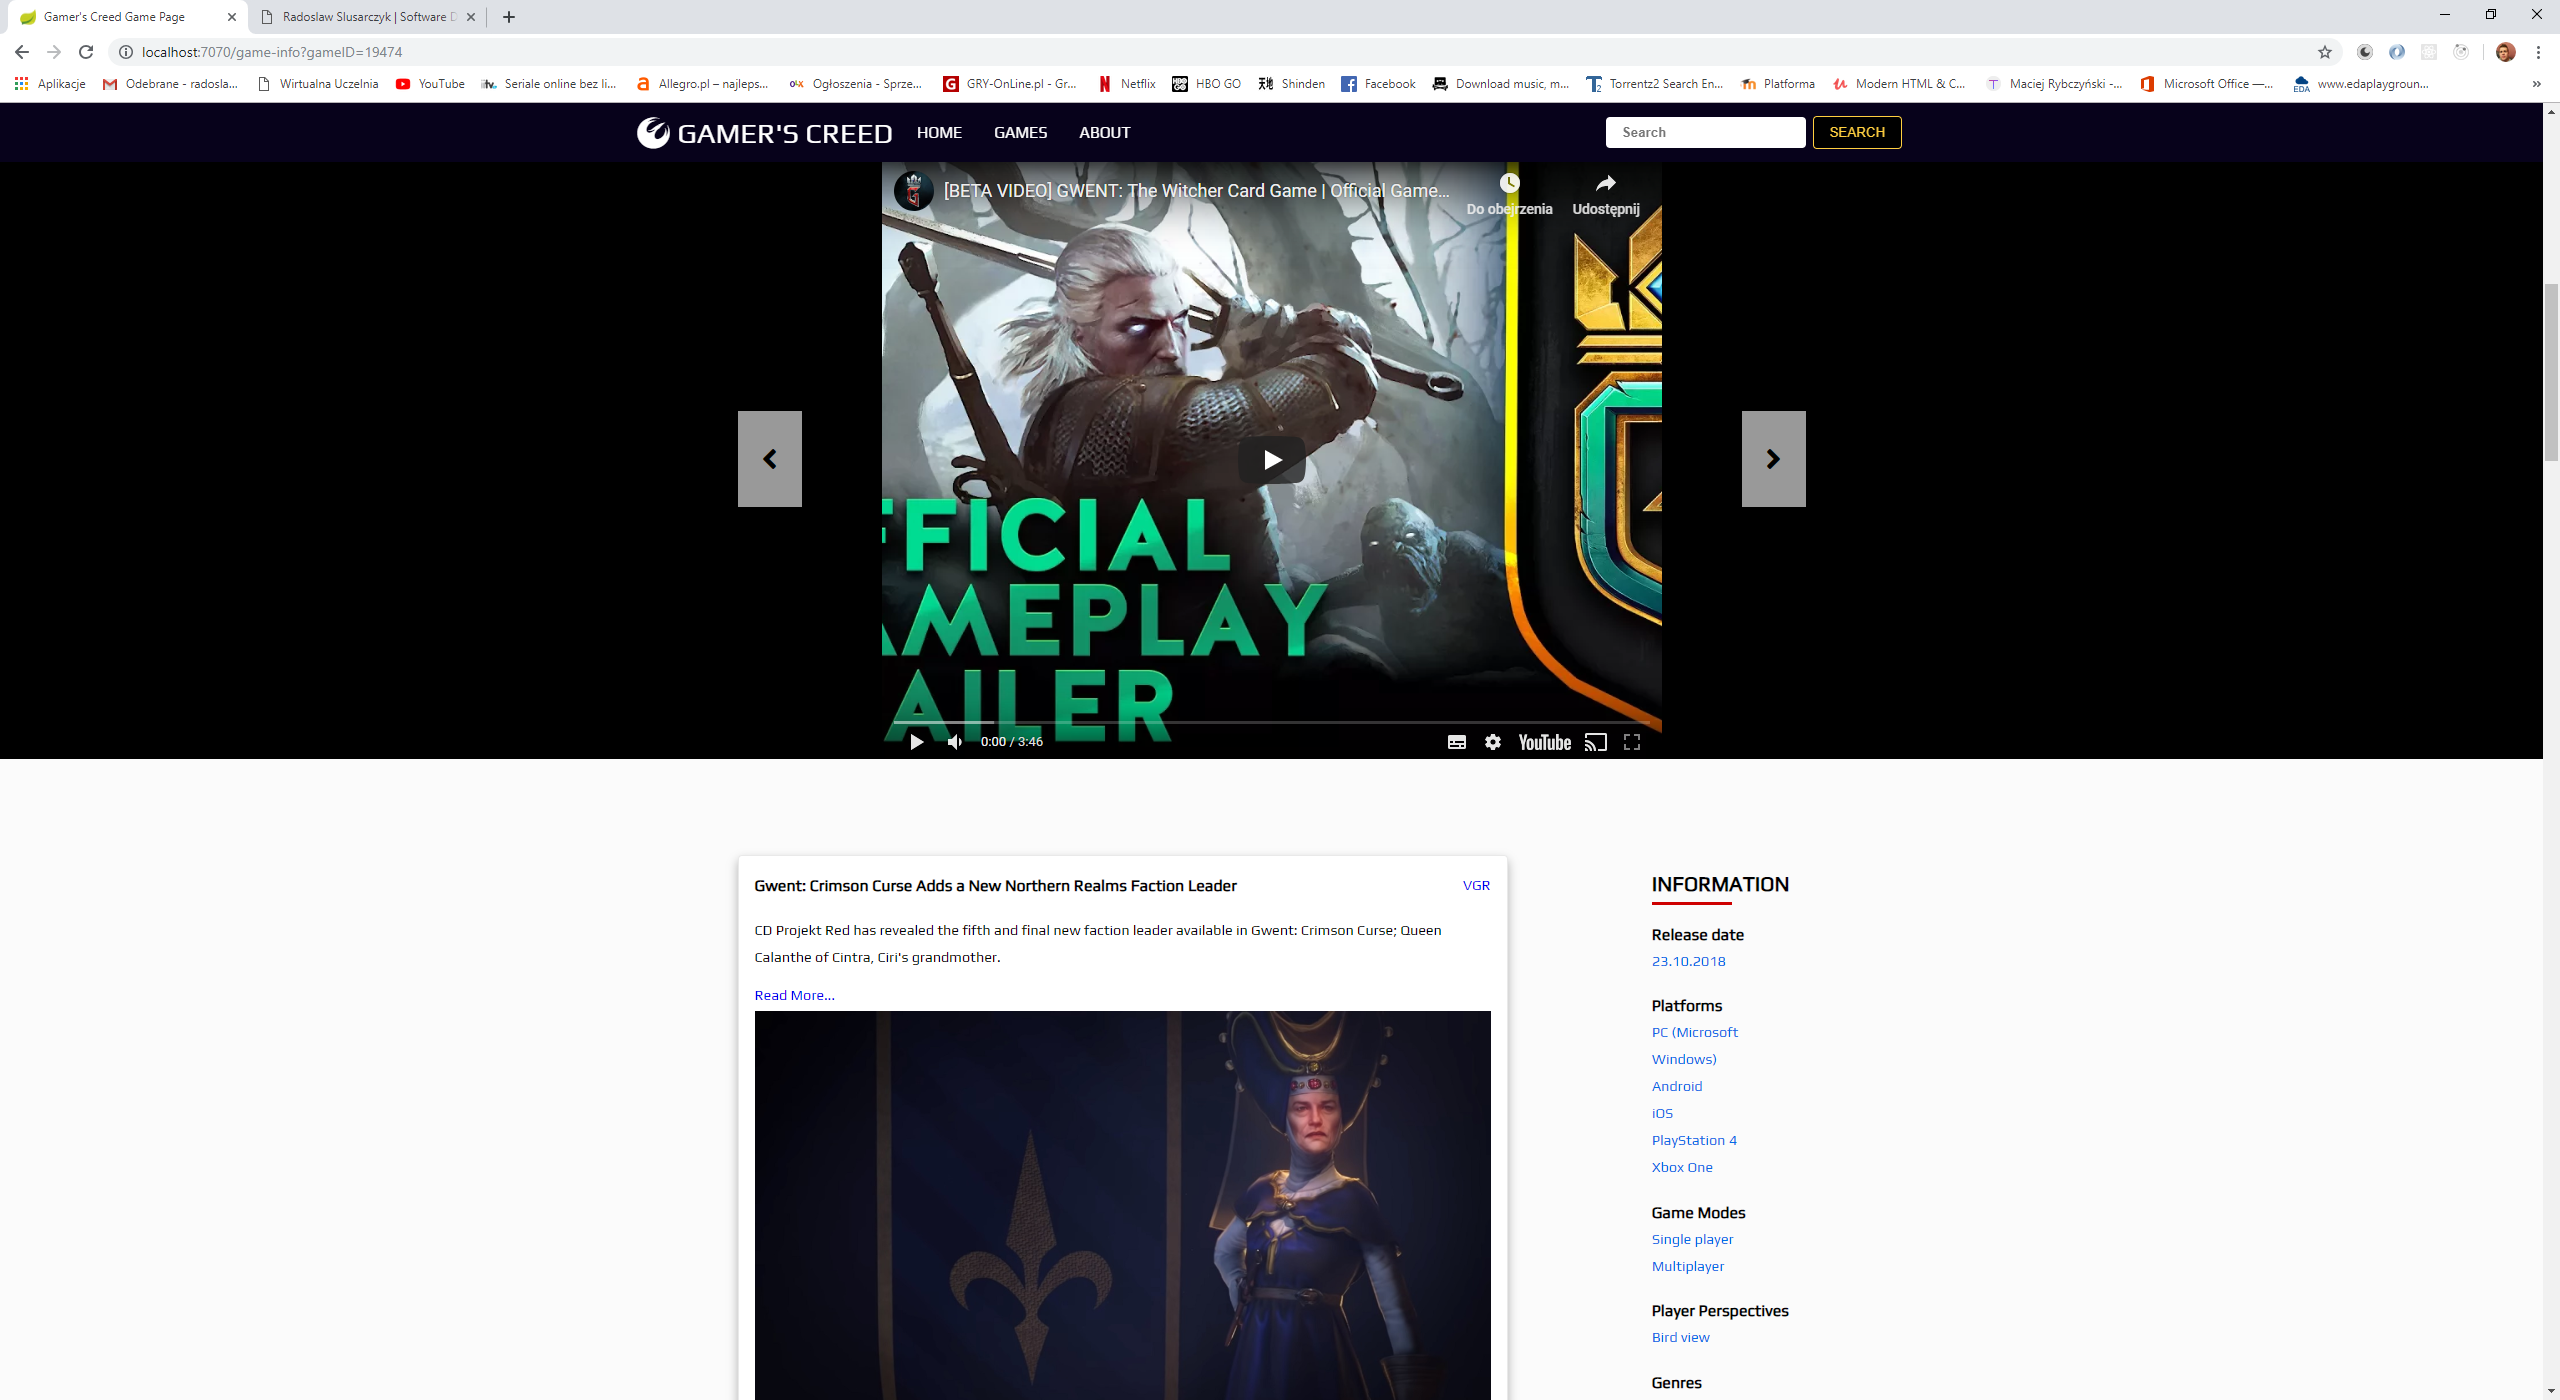 Gamer's Creed Game Page
Radoslaw Slusarczyk | Software D
localhost:7070/game-info?gameID=19474
Aplikacje
Odebrane - radosla...
Wirtualna Uczelnia
YouTube
Seriale online bez li...
Allegro.pl – najleps...
Ogłoszenia - Sprze...
GRY-OnLine.pl - Gr...
Netflix
HBO GO
Shinden
Facebook
Download music, m...
Torrentz2 Search En...
Platforma
Modern HTML & C...
Maciej Rybczyński -...
Microsoft Office —...
EDA
www.edaplaygroun...
GAMER'S CREED
HOME
GAMES
ABOUT
Search
SEARCH
[BETA VIDEO] GWENT: The Witcher Card Game | Official Game...
Do obejrzenia
Udostępnij
FFICIAL
AMEPLAY
AILER
0:00 / 3:46
YouTube
Gwent: Crimson Curse Adds a New Northern Realms Faction Leader
VGR
CD Projekt Red has revealed the fifth and final new faction leader available in Gwent: Crimson Curse; Queen
Calanthe of Cintra, Ciri's grandmother.
Read More...
INFORMATION
Release date
23.10.2018
Platforms
PC (Microsoft
Windows)
Android
iOS
PlayStation 4
Xbox One
Game Modes
Single player
Multiplayer
Player Perspectives
Bird view
Genres